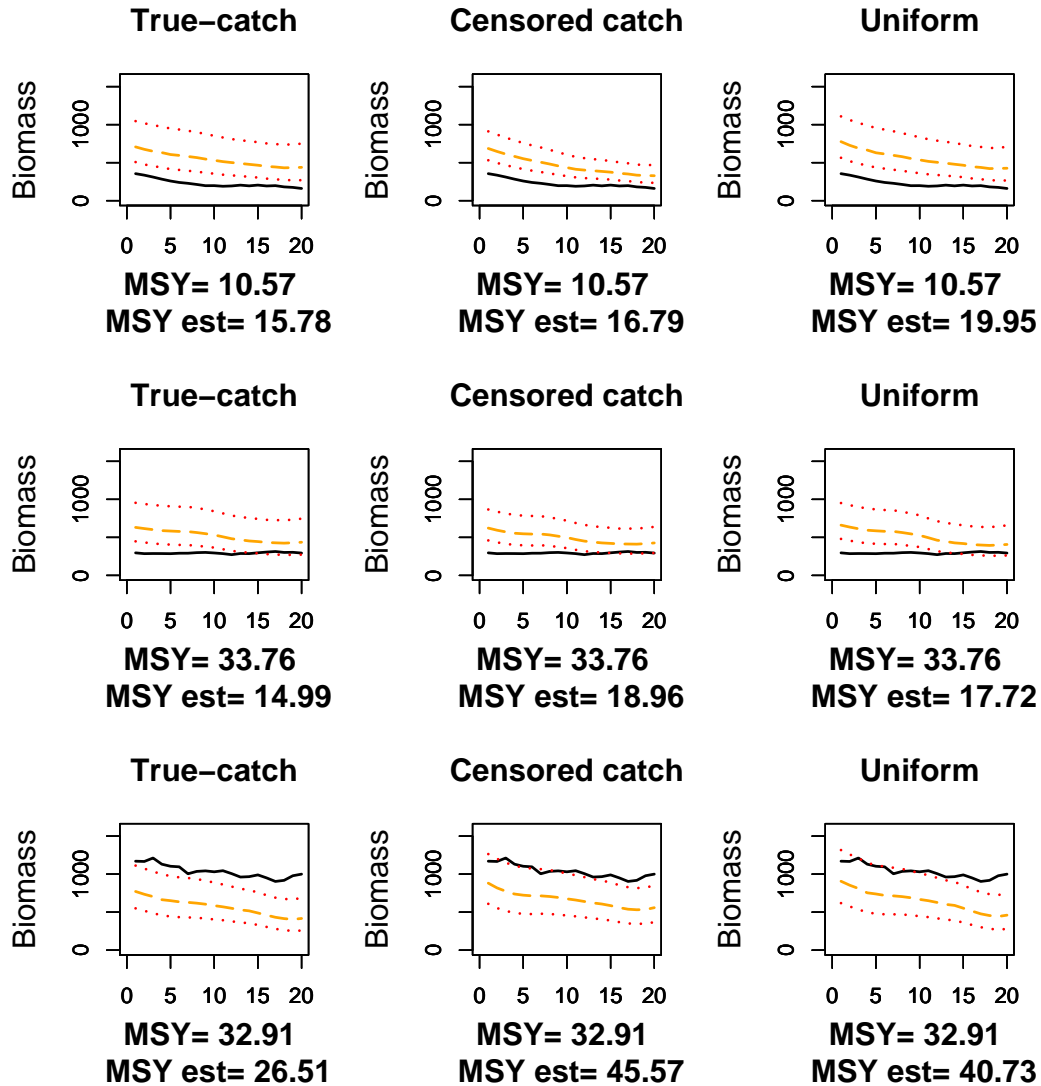 True−catch
Censored catch
Uniform
Biomass
0
1000
0 5 10 15 20
MSY= 10.57
MSY est= 15.78
Biomass
0
1000
0 5 10 15 20
MSY= 10.57
MSY est= 16.79
Biomass
0
1000
0 5 10 15 20
MSY= 10.57
MSY est= 19.95
True−catch
Censored catch
Uniform
Biomass
0
1000
0 5 10 15 20
MSY= 33.76
MSY est= 14.99
Biomass
0
1000
0 5 10 15 20
MSY= 33.76
MSY est= 18.96
Biomass
0
1000
0 5 10 15 20
MSY= 33.76
MSY est= 17.72
True−catch
Censored catch
Uniform
Biomass
0
1000
0 5 10 15 20
MSY= 32.91
MSY est= 26.51
Biomass
0
1000
0 5 10 15 20
MSY= 32.91
MSY est= 45.57
Biomass
0
1000
0 5 10 15 20
MSY= 32.91
MSY est= 40.73